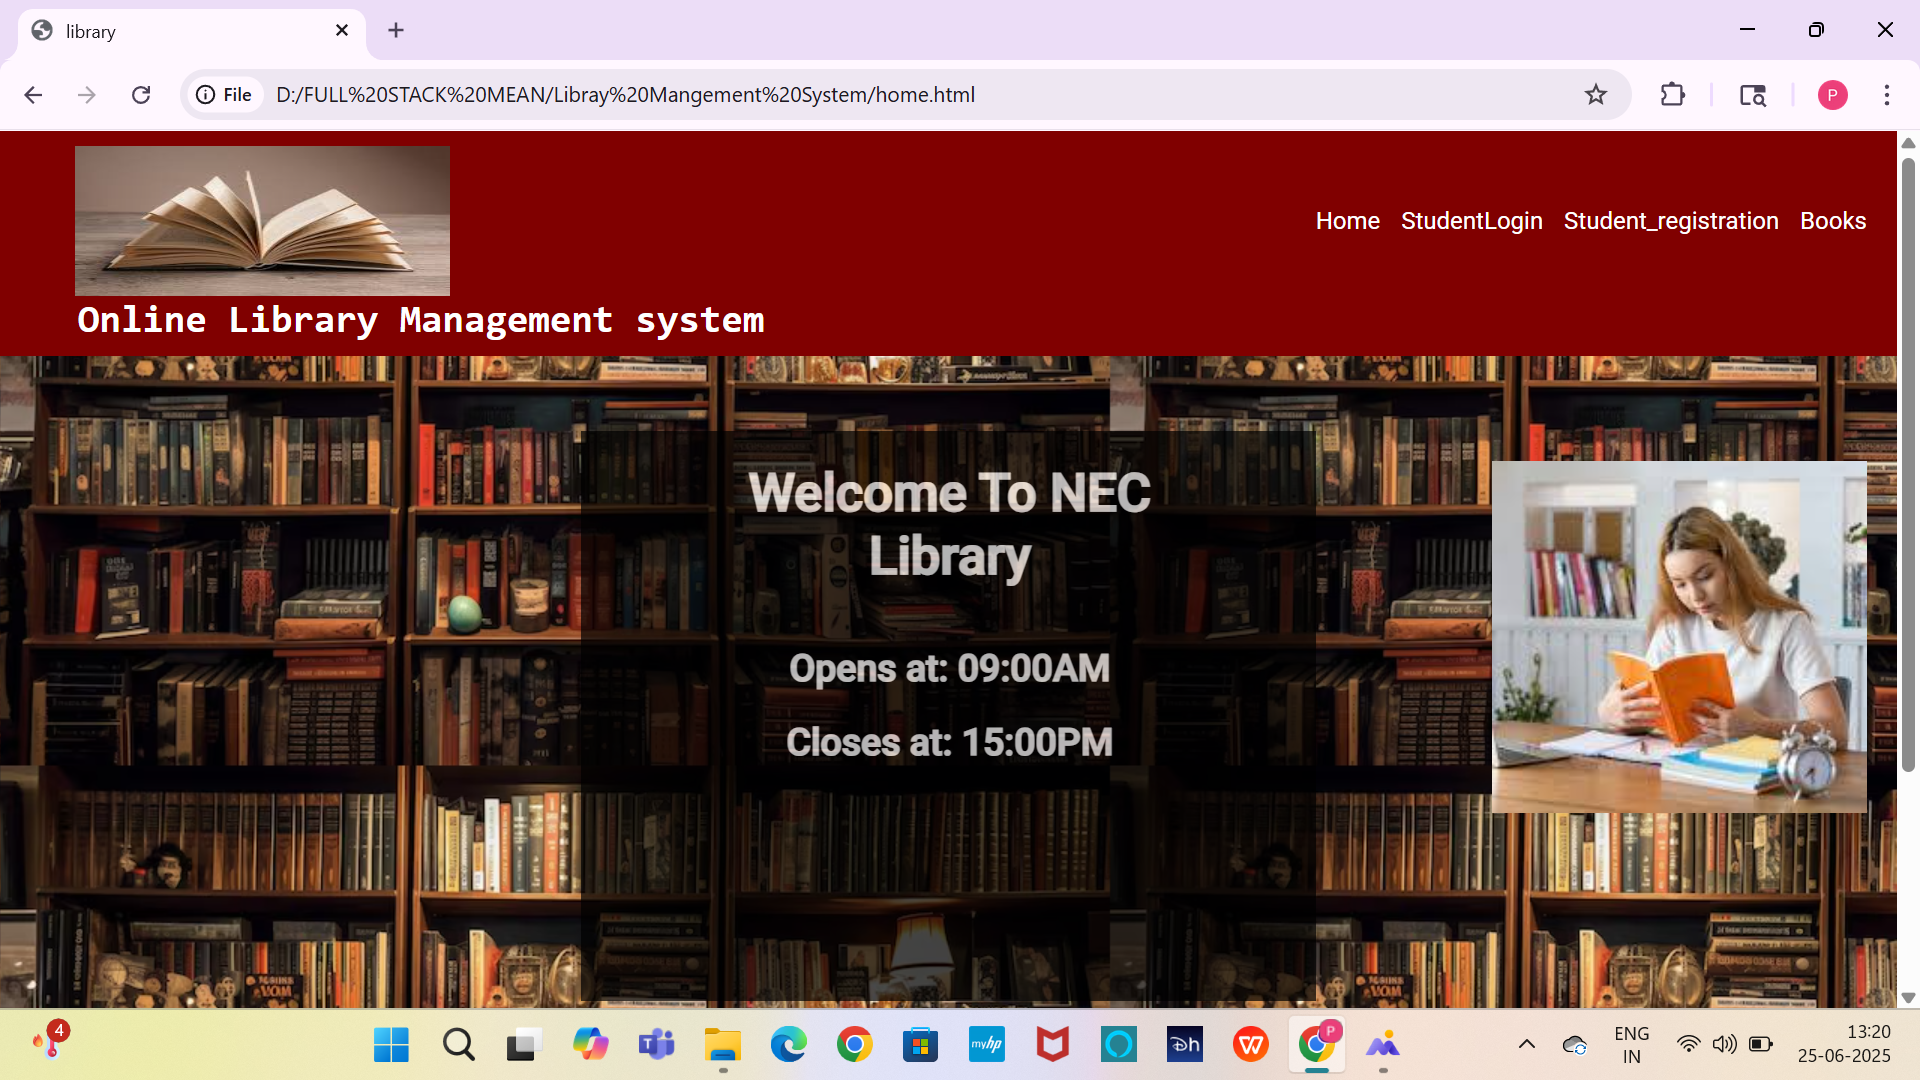 library
File
D:/FULL%20STACK%20MEAN/Libray%20Mangement%20System/home.html
P
Home StudentLogin Student_registration Books
Online Library Management system
Welcome To NEC
Library
Opens at: 09:00AM
Closes at: 15:00PM
4
T
myhp
Dh
W
P
ENG
IN
13:20
25-06-2025